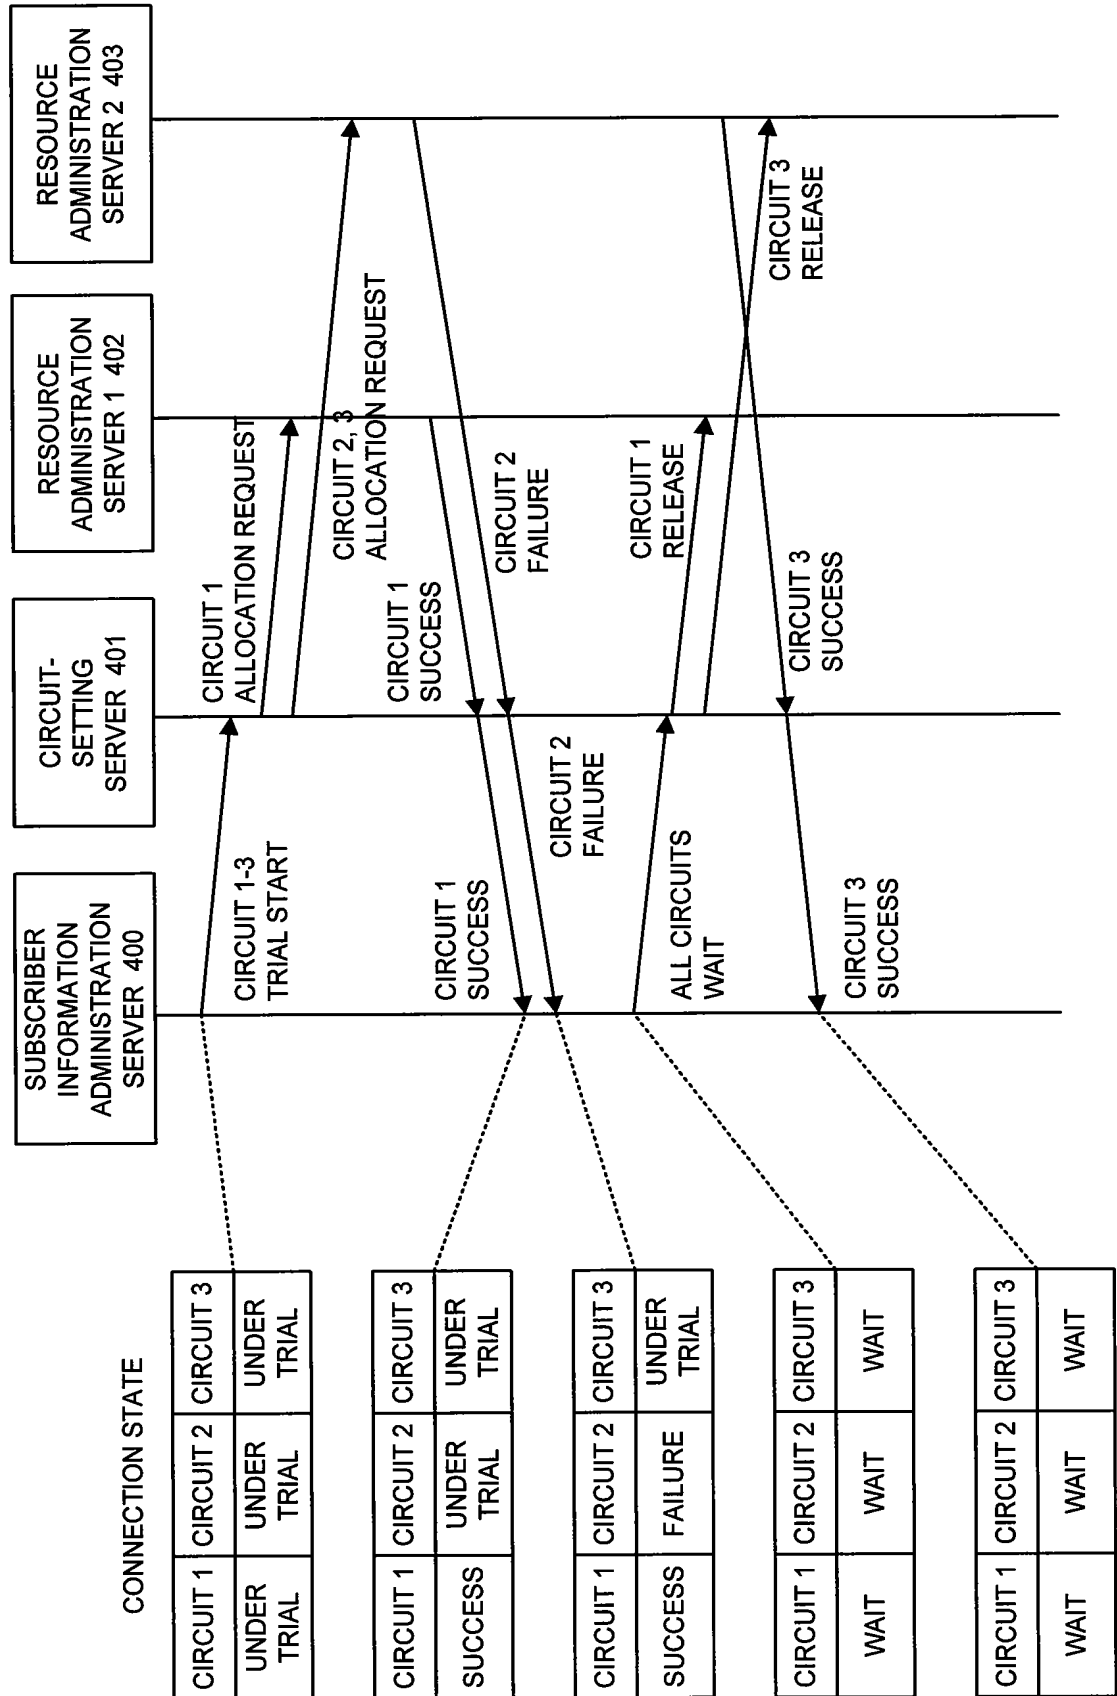 CONNECTION STATE
SUBSCRIBER
INFORMATION
ADMINISTRATION
SERVER 400
CIRCUIT-
SETTING
SERVER 401
RESOURCE
ADMINISTRATION
SERVER 1 402
RESOURCE
ADMINISTRATION
SERVER 2 403
CIRCUIT 1 CIRCUIT 2 CIRCUIT 3
UNDER
TRIAL
UNDER
TRIAL
UNDER
TRIAL
CIRCUIT 1-3
TRIAL START
CIRCUIT 1
ALLOCATION REQUEST
CIRCUIT 2, 3
ALLOCATION REQUEST
CIRCUIT 1 CIRCUIT 2 CIRCUIT 3
SUCCESS
UNDER
TRIAL
UNDER
TRIAL
CIRCUIT 1
SUCCESS
CIRCUIT 1
SUCCESS
CIRCUIT 2
FAILURE
CIRCUIT 2
FAILURE
CIRCUIT 1 CIRCUIT 2 CIRCUIT 3
SUCCESS
FAILURE
UNDER
TRIAL
ALL CIRCUITS
WAIT
CIRCUIT 1
RELEASE
CIRCUIT 3
RELEASE
CIRCUIT 1 CIRCUIT 2 CIRCUIT 3
WAIT WAIT WAIT
CIRCUIT 3
SUCCESS
CIRCUIT 3
SUCCESS
CIRCUIT 1 CIRCUIT 2 CIRCUIT 3
WAIT WAIT WAIT